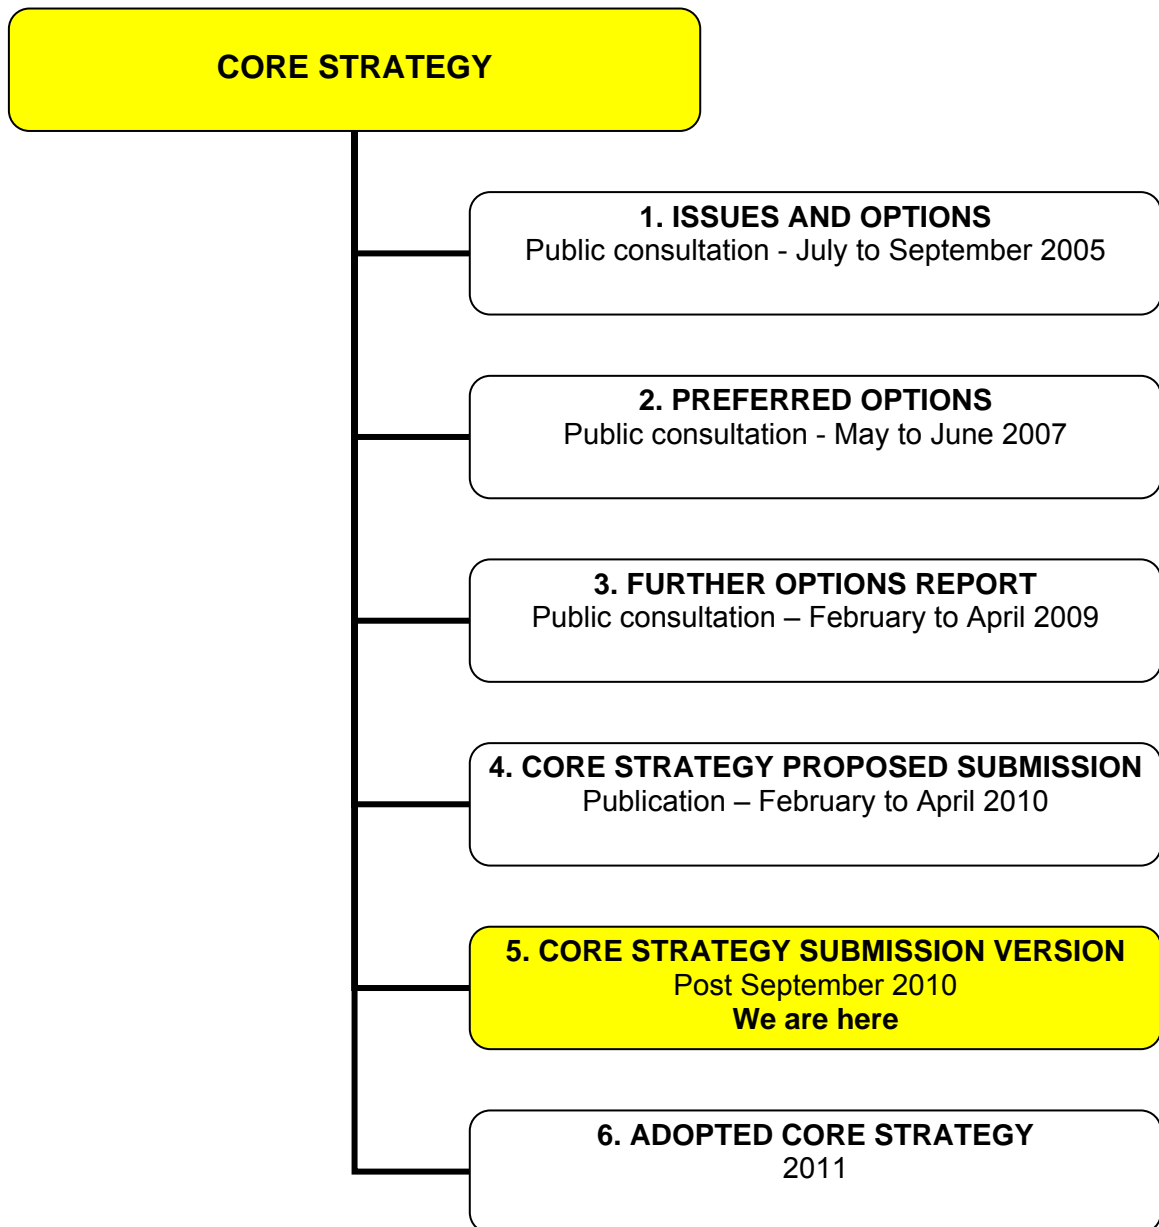 CORE STRATEGY
1. ISSUES AND OPTIONS
Public consultation - July to September 2005
2. PREFERRED OPTIONS
Public consultation - May to June 2007
3. FURTHER OPTIONS REPORT
Public consultation – February to April 2009
4. CORE STRATEGY PROPOSED SUBMISSION
Publication – February to April 2010
5. CORE STRATEGY SUBMISSION VERSION
Post September 2010
We are here
6. ADOPTED CORE STRATEGY
2011